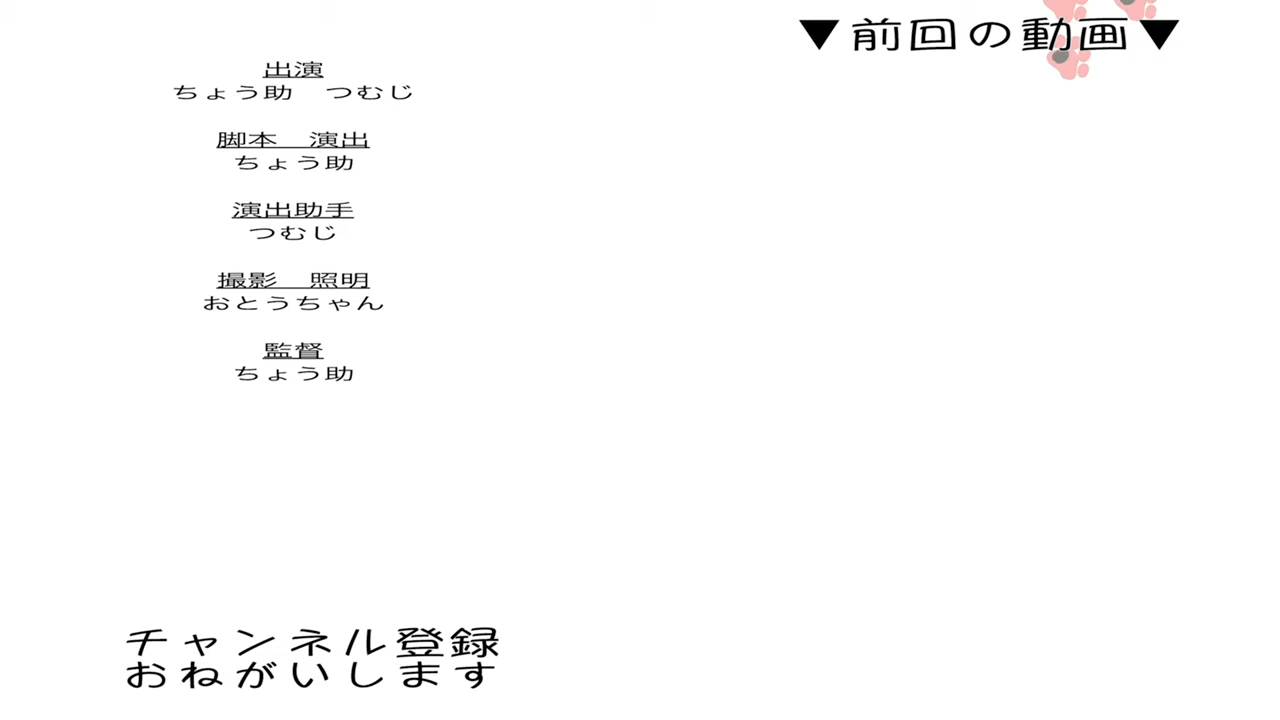 ▼前回の動画▼
出演
ちょう助　つむじ
脚本　演出
ちょう助
演出助手
つむじ
撮影　照明
おとうちゃん
監督
ちょう助
チャンネル登録
おねがいします